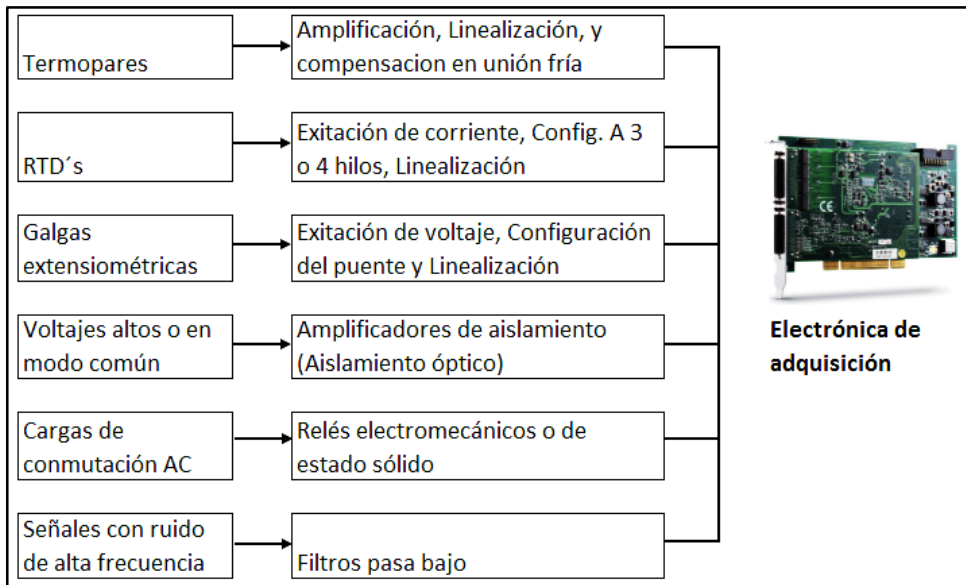 Termopares
Amplificación, Linealización, y
compensacion en unión fría
RTD´s
Exitación de corriente, Config. A 3
o 4 hilos, Linealización
Galgas
extensiométricas
Exitación de voltaje, Configuración
del puente y Linealización
Voltajes altos o en
modo común
Amplificadores de aislamiento
(Aislamiento óptico)
Cargas de
conmutación AC
Relés electromecánicos o de
estado sólido
Señales con ruido
de alta frecuencia
Filtros pasa bajo
CE
Electrónica de
adquisición